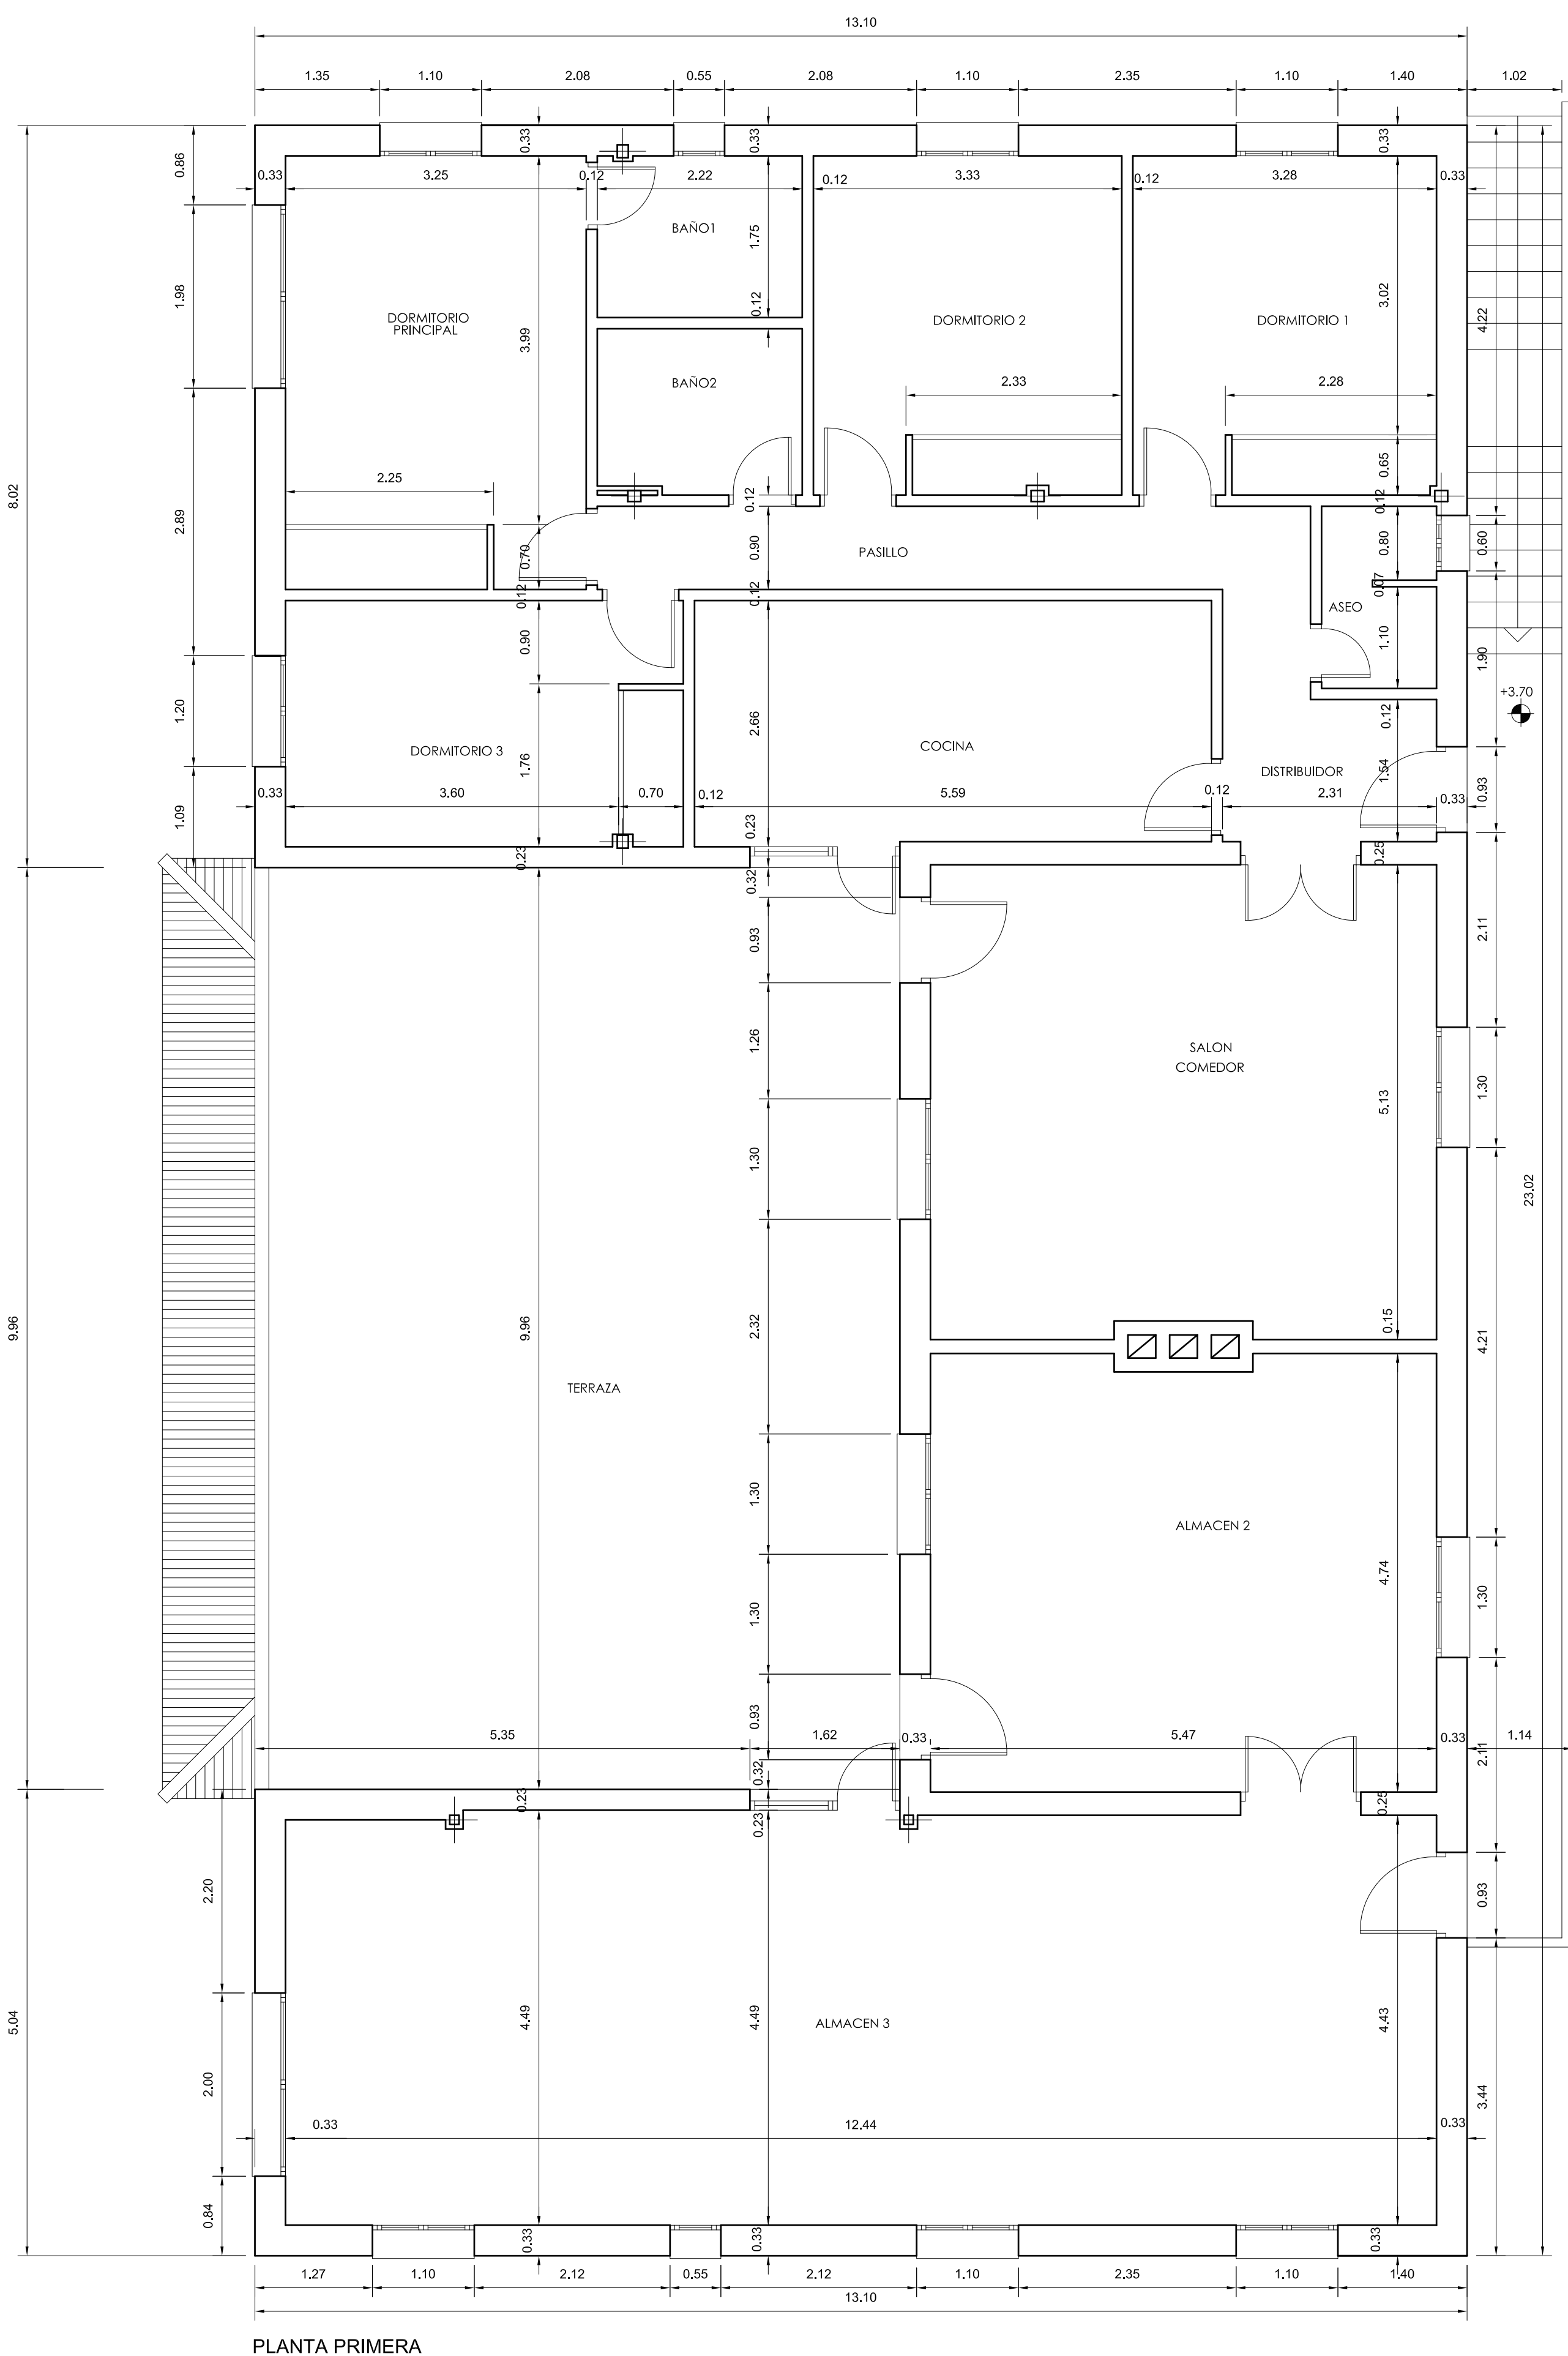 13.10
1.35 1.10 2.08 0.55 2.08 1.10 2.35 1.10 1.40 1.02
0.33 0.33 0.33
0.86
0.33 3.25 0.12 2.22 0.12 3.33 0.12 3.28 0.33
BAÑO1
1.75
1.98
3.02
0.12
DORMITORIO
PRINCIPAL
DORMITORIO 2
DORMITORIO 1
4.22
3.99
BAÑO2
2.33
2.28
0.65
2.25
8.02
0.12
0.12
2.89
0.70
0.90
PASILLO
0.80
0.60
0.12
0.12
0.07
ASEO
0.90
1.10
1.90
+3.70
1.20
2.66
0.12
DORMITORIO 3
COCINA
1.76
DISTRIBUIDOR
1.54
0.33 3.60 0.70 0.12 5.59 0.12 2.31 0.33
0.93
1.09
0.23
0.23
0.25
0.32
0.93
2.11
1.26
SALON
COMEDOR
1.30
5.13
1.30
23.02
9.96
9.96
2.32
0.15
4.21
TERRAZA
1.30
ALMACEN 2
4.74
1.30
1.30
0.93
5.35 1.62 0.33 5.47 0.33 1.14
2.11
0.32
0.23
0.23
0.25
2.20
0.93
5.04
4.49
4.49
ALMACEN 3
4.43
2.00
3.44
0.33 12.44 0.33
0.84
0.33 0.33 0.33
1.27 1.10 2.12 0.55 2.12 1.10 2.35 1.10 1.40
13.10
PLANTA PRIMERA